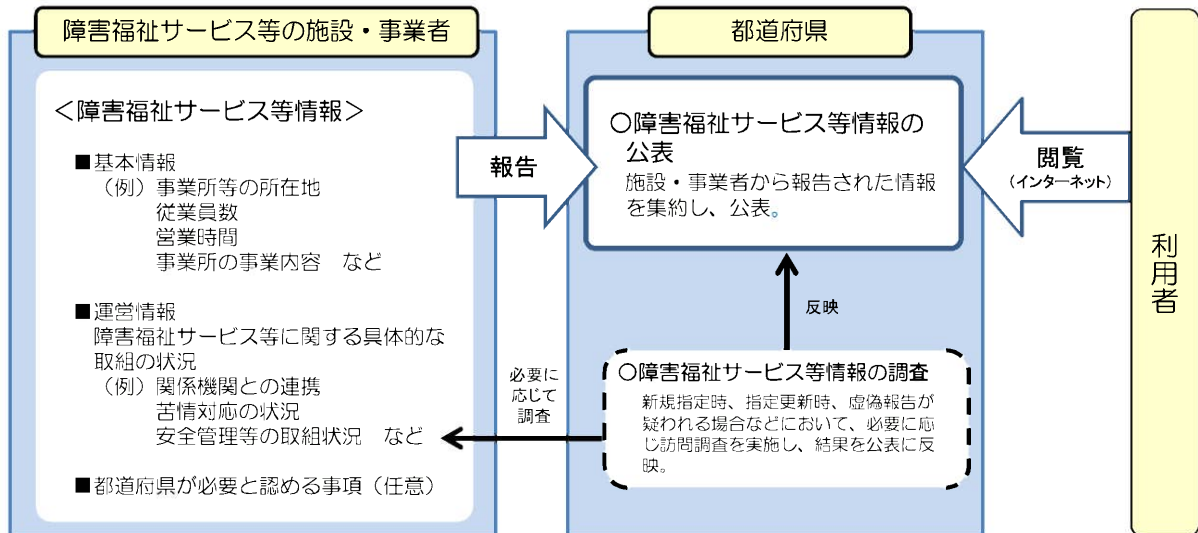 障害福祉サービス等の施設・事業者
＜障害福祉サービス等情報＞
■基本情報
（例）事業所等の所在地
従業員数
営業時間
事業所の事業内容　など
■運営情報
障害福祉サービス等に関する具体的な
取組の状況
（例）関係機関との連携
苦情対応の状況
安全管理等の取組状況　など
■都道府県が必要と認める事項（任意）
報告
必要に
応じて
調査
都道府県
○障害福祉サービス等情報の
公表
施設・事業者から報告された情報
を集約し、公表。
反映
○障害福祉サービス等情報の調査
新規指定時、指定更新時、虚偽報告が
疑われる場合などにおいて、必要に応
じ訪問調査を実施し、結果を公表に反
映。
閲覧
（インターネット）
利用者